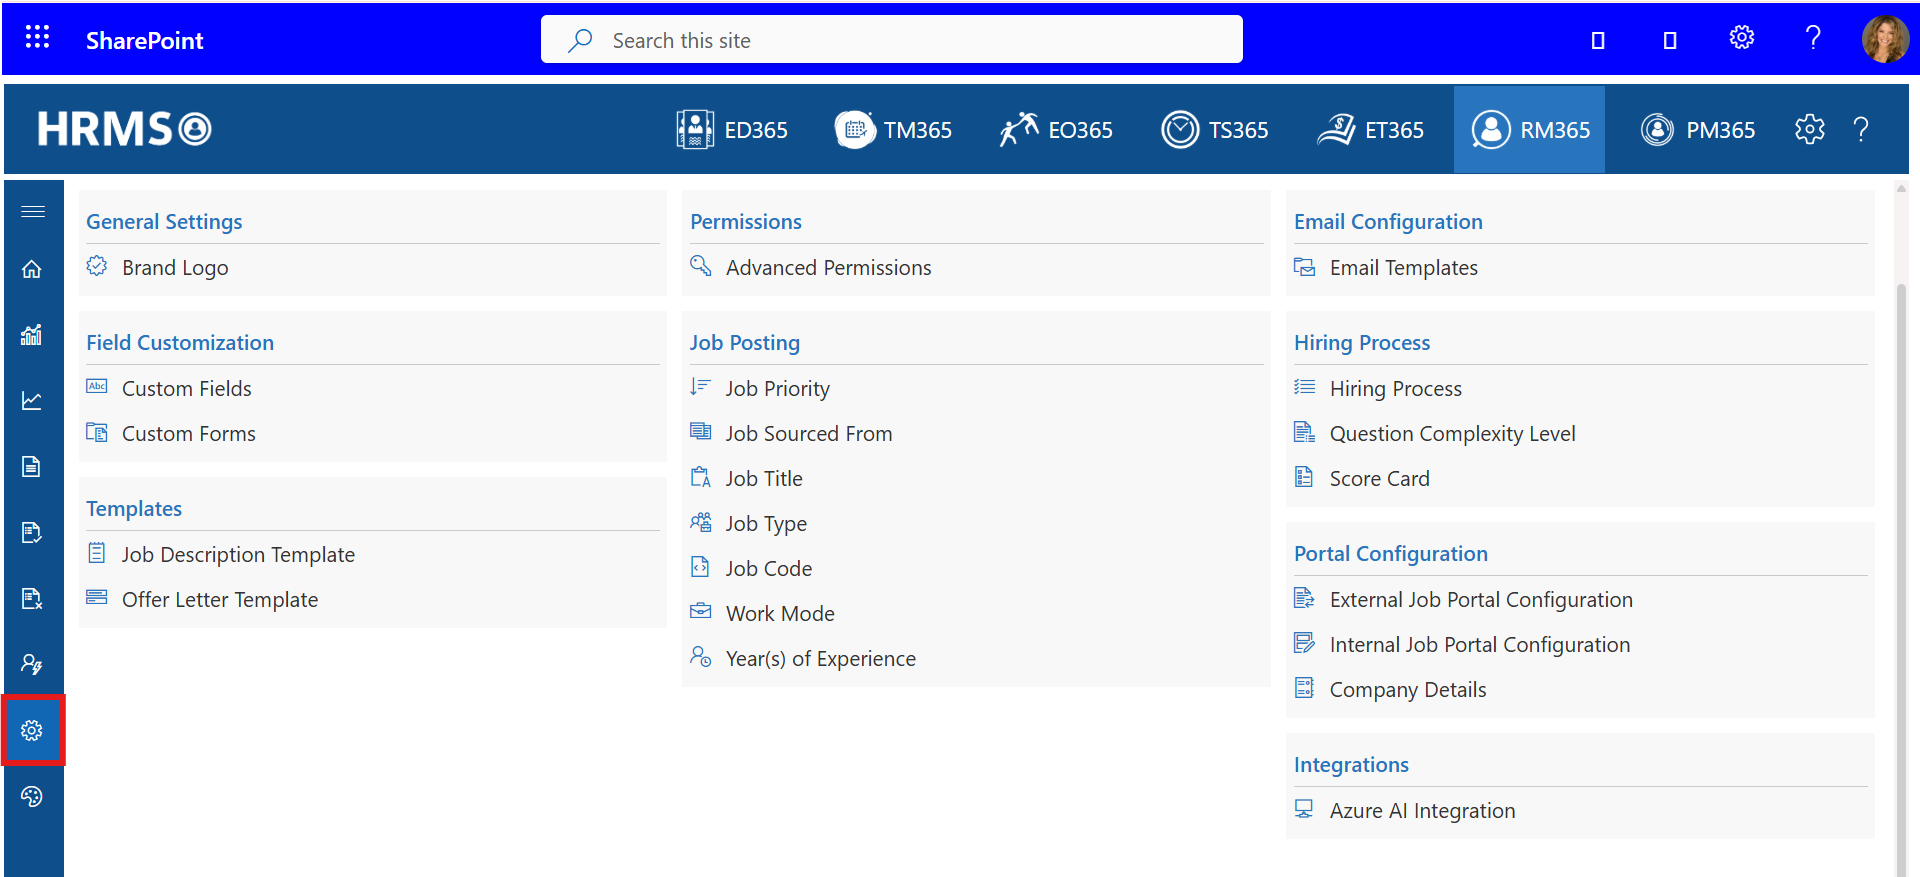 SharePoint
Search this site
HRMS
ED365
TM365
EO365
TS365
ET365
RM365
PM365
General Settings
Brand Logo
Field Customization
Abc
Custom Fields
Custom Forms
Templates
Job Description Template
Offer Letter Template
Permissions
Advanced Permissions
Job Posting
Job Priority
Job Sourced From
Job Title
Job Type
Job Code
Work Mode
Year(s) of Experience
Email Configuration
Email Templates
Hiring Process
Hiring Process
Question Complexity Level
Score Card
Portal Configuration
External Job Portal Configuration
Internal Job Portal Configuration
Company Details
Integrations
Azure AI Integration